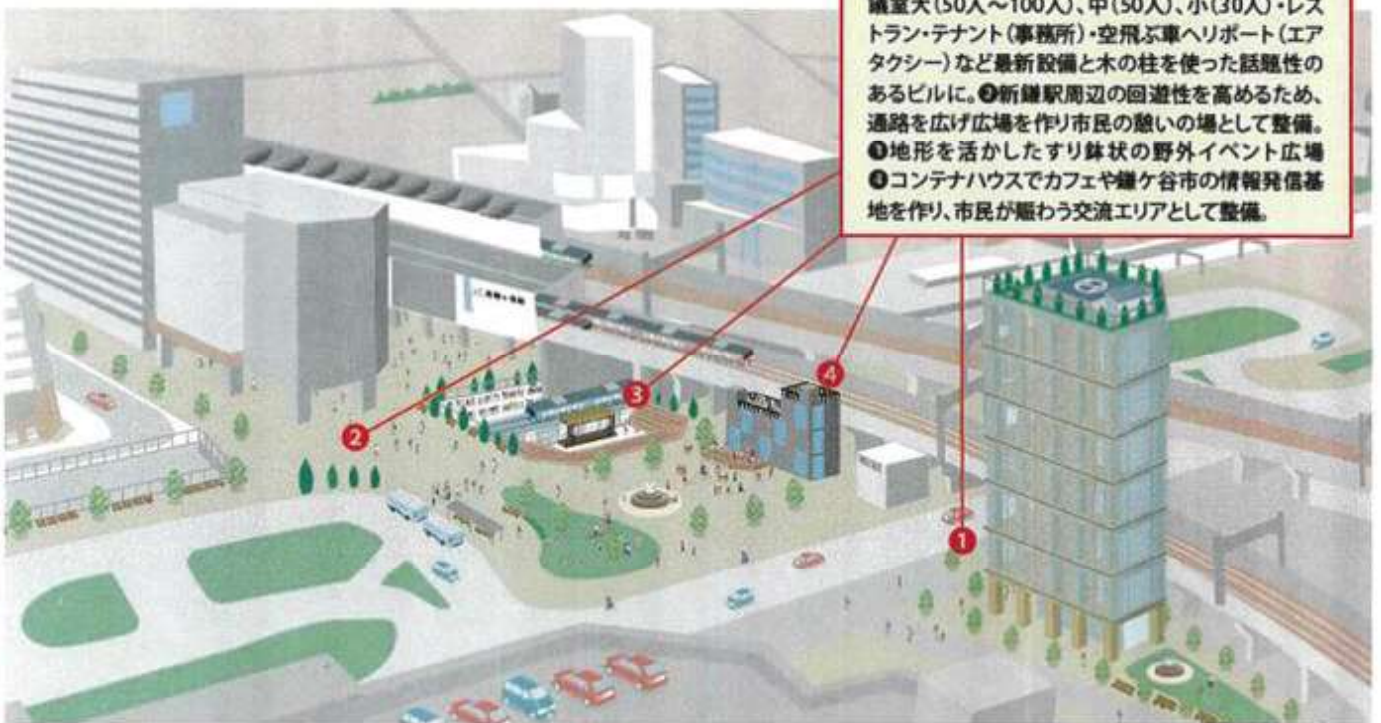 議室大(50人〜100人)、中(50人)、小(30人)・レス
トラン・テナント(事務所)・空飛ぶ車ヘリポート(エア
タクシー)など最新設備と木の柱を使った話題性の
あるビルに。❷新鎌駅周辺の回遊性を高めるため、
通路を広げ広場を作り市民の憩いの場として整備。
❸地形を活かしたすり鉢状の野外イベント広場
❹コンテナハウスでカフェや鎌ケ谷市の情報発信基
地を作り、市民が賑わう交流エリアとして整備。
4
3
2
1